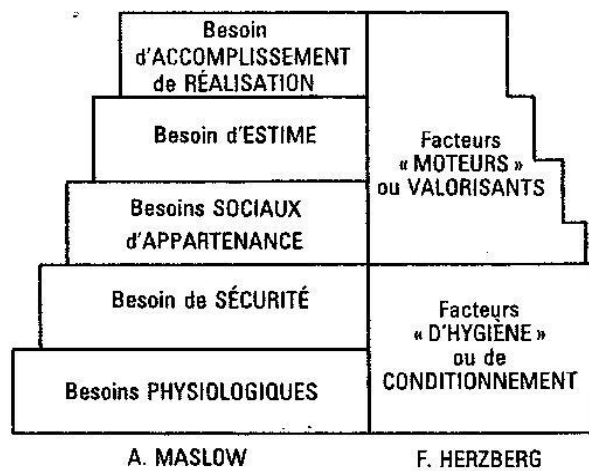 Besoin
d'ACCOMPLISSEMENT
de RÉALISATION
Besoin d'ESTIME
Besoins SOCIAUX
d'APPARTENANCE
Besoin de SÉCURITÉ
Besoins PHYSIOLOGIQUES
A. MASLOW
Facteurs
« MOTEURS »
ou VALORISANTS
Facteurs
« D'HYGIÈNE »
ou de
CONDITIONNEMENT
F. HERZBERG